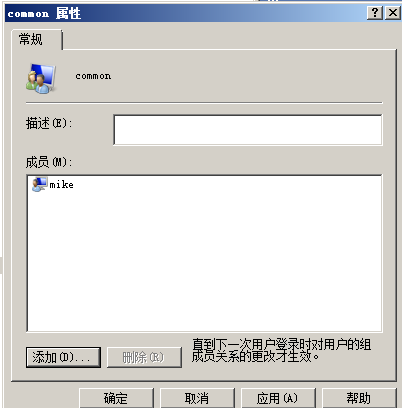 common 属性
常规
common
描述(E):
成员(M):
mike
添加(D)...
删除(R)
直到下一次用户登录时对用户的组
成员关系的更改才生效。
确定
取消
应用(A)
帮助